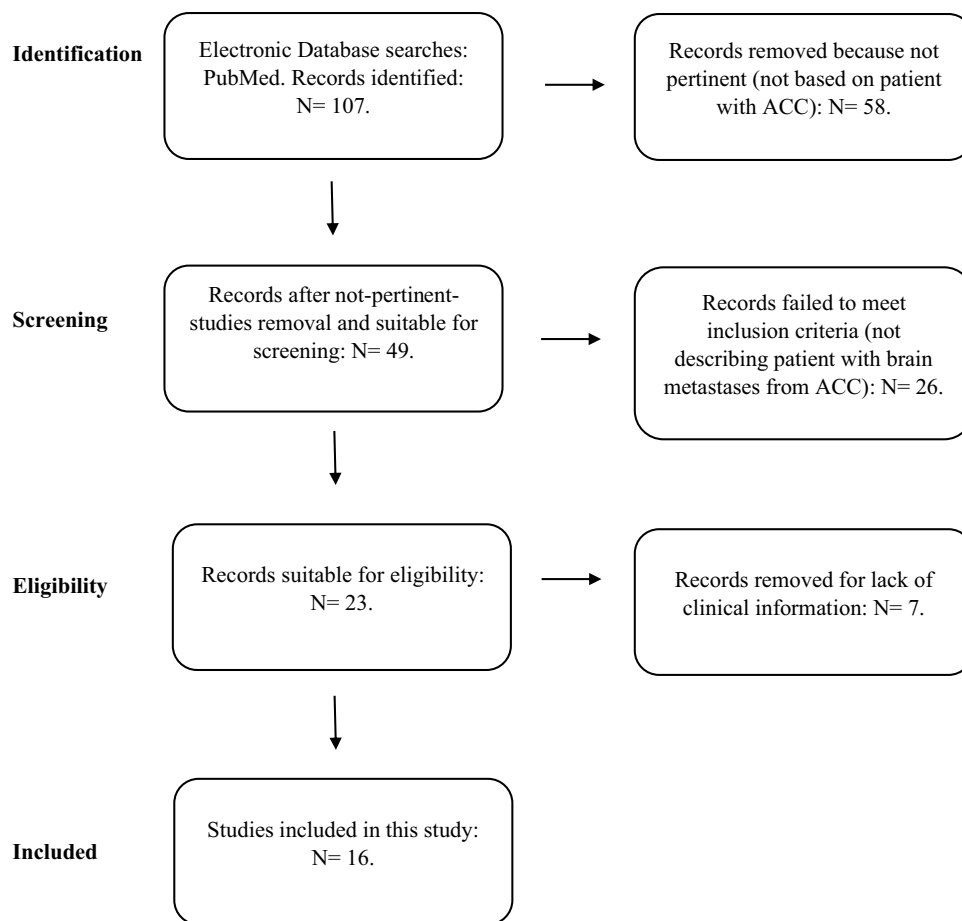 Identification
Electronic Database searches:
PubMed. Records identified:
N= 107.
Records removed because not
pertinent (not based on patient
with ACC): N= 58.
Screening
Records after not-pertinent-
studies removal and suitable for
screening: N= 49.
Records failed to meet
inclusion criteria (not
describing patient with brain
metastases from ACC): N= 26.
Eligibility
Records suitable for eligibility:
N= 23.
Records removed for lack of
clinical information: N= 7.
Included
Studies included in this study:
N= 16.